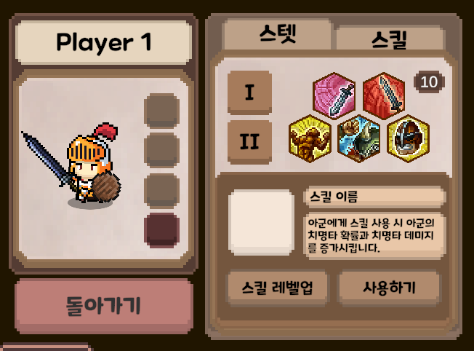 Player 1
스텟
스킬
I
10
II
스킬 이름
아군에게 스킬 사용 시 아군의
치명타 확률과 치명타 데미지
를 증가시킵니다.
스킬 레벨업
사용하기
돌아가기